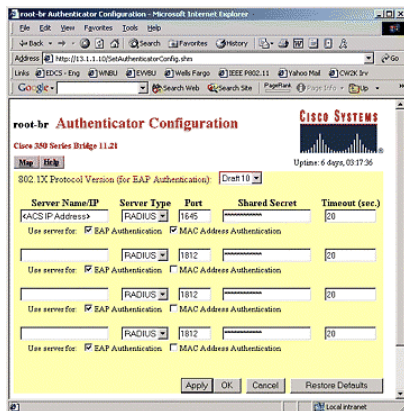 root-br Authenticator Configuration - Microsoft Internet Explorer
File Edit View Favorites Tools Help
Back Search Favorites History
Address http://13.1.1.10/SetAuthenticatorConfig.shm Go
Links EDCS - Eng WNBU EWBU Wells Fargo IEEE P802.11 Yahoo Mail CW2K Inv
Google Search Web Search Site PageRank Page Info Up
root-br Authenticator Configuration
CISCO SYSTEMS
Cisco 350 Series Bridge 11.21
Map Help
Uptime: 6 days, 03:17:36
802.1X Protocol Version (for EAP Authentication): Draft 10
Server Name/IP Server Type Port Shared Secret Timeout (sec.)
<ACS IP Address> RADIUS 1645 ************ 20
Use server for: EAP Authentication MAC Address Authentication
RADIUS 1812 ************ 20
Use server for: EAP Authentication MAC Address Authentication
RADIUS 1812 ************ 20
Use server for: EAP Authentication MAC Address Authentication
RADIUS 1812 ************ 20
Use server for: EAP Authentication MAC Address Authentication
Apply OK Cancel Restore Defaults
Local intranet